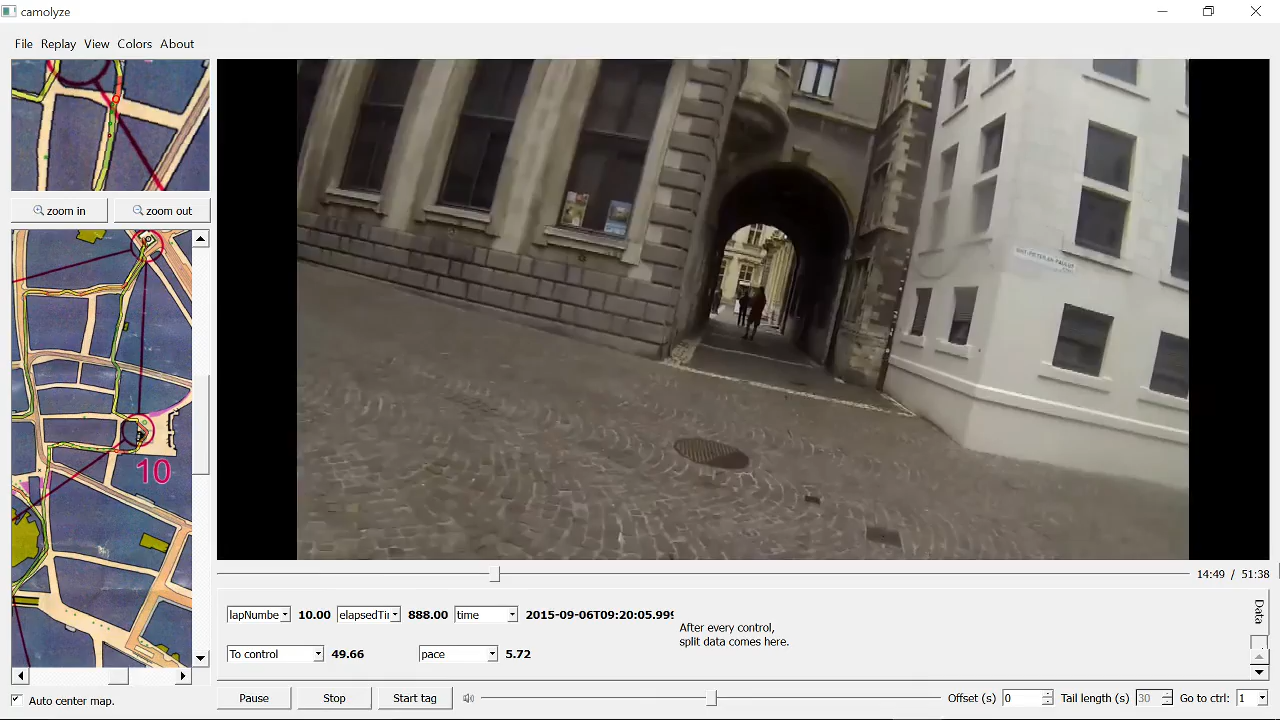 camolyze
File Replay View Colors About
zoom in
zoom out
10
14:49 / 51:38
lapNumbe 10.00 elapsedTi time 888.00 2015-09-06T09:20:05.999
After every control,
split data comes here.
To control 49.66 pace 5.72
Data
Auto center map.
Pause Stop Start tag Offset (s) 0 Tail length (s) 30 Go to ctrl: 1